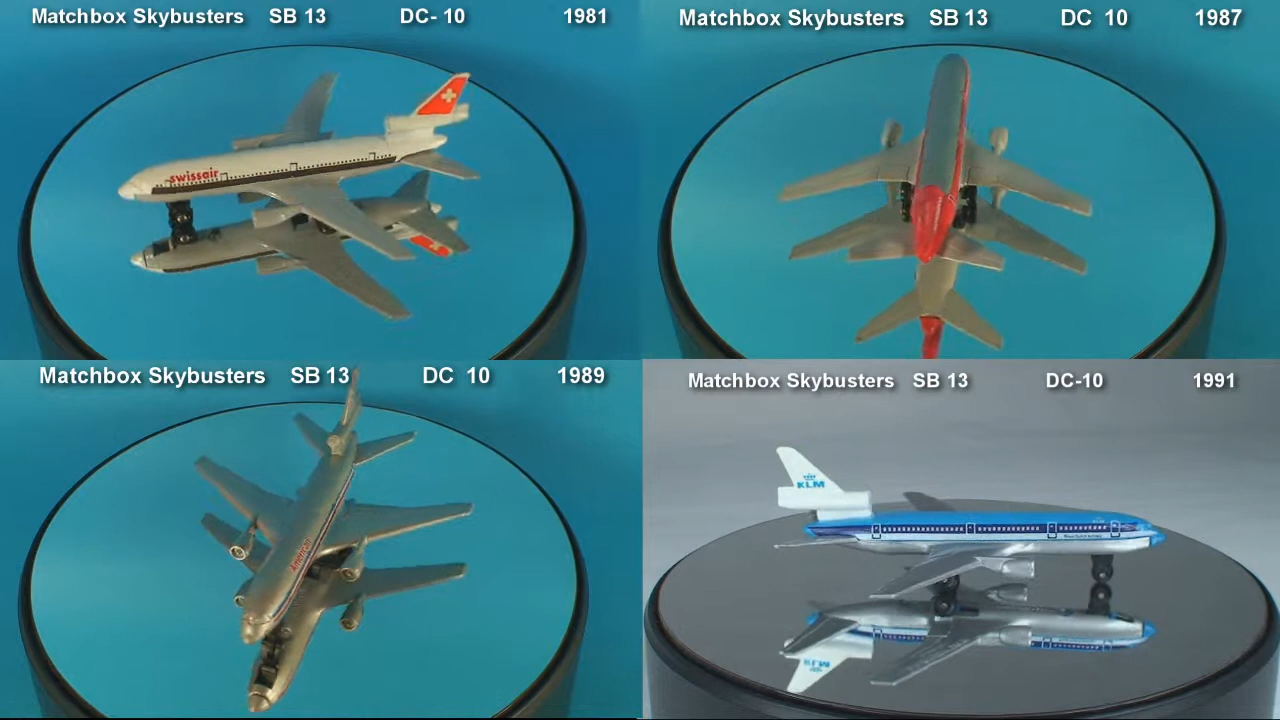 Matchbox Skybusters SB 13 DC- 10 1981
swissair
Matchbox Skybusters SB 13 DC 10 1987
Matchbox Skybusters SB 13 DC 10 1989
American
Matchbox Skybusters SB 13 DC-10 1991
KLM